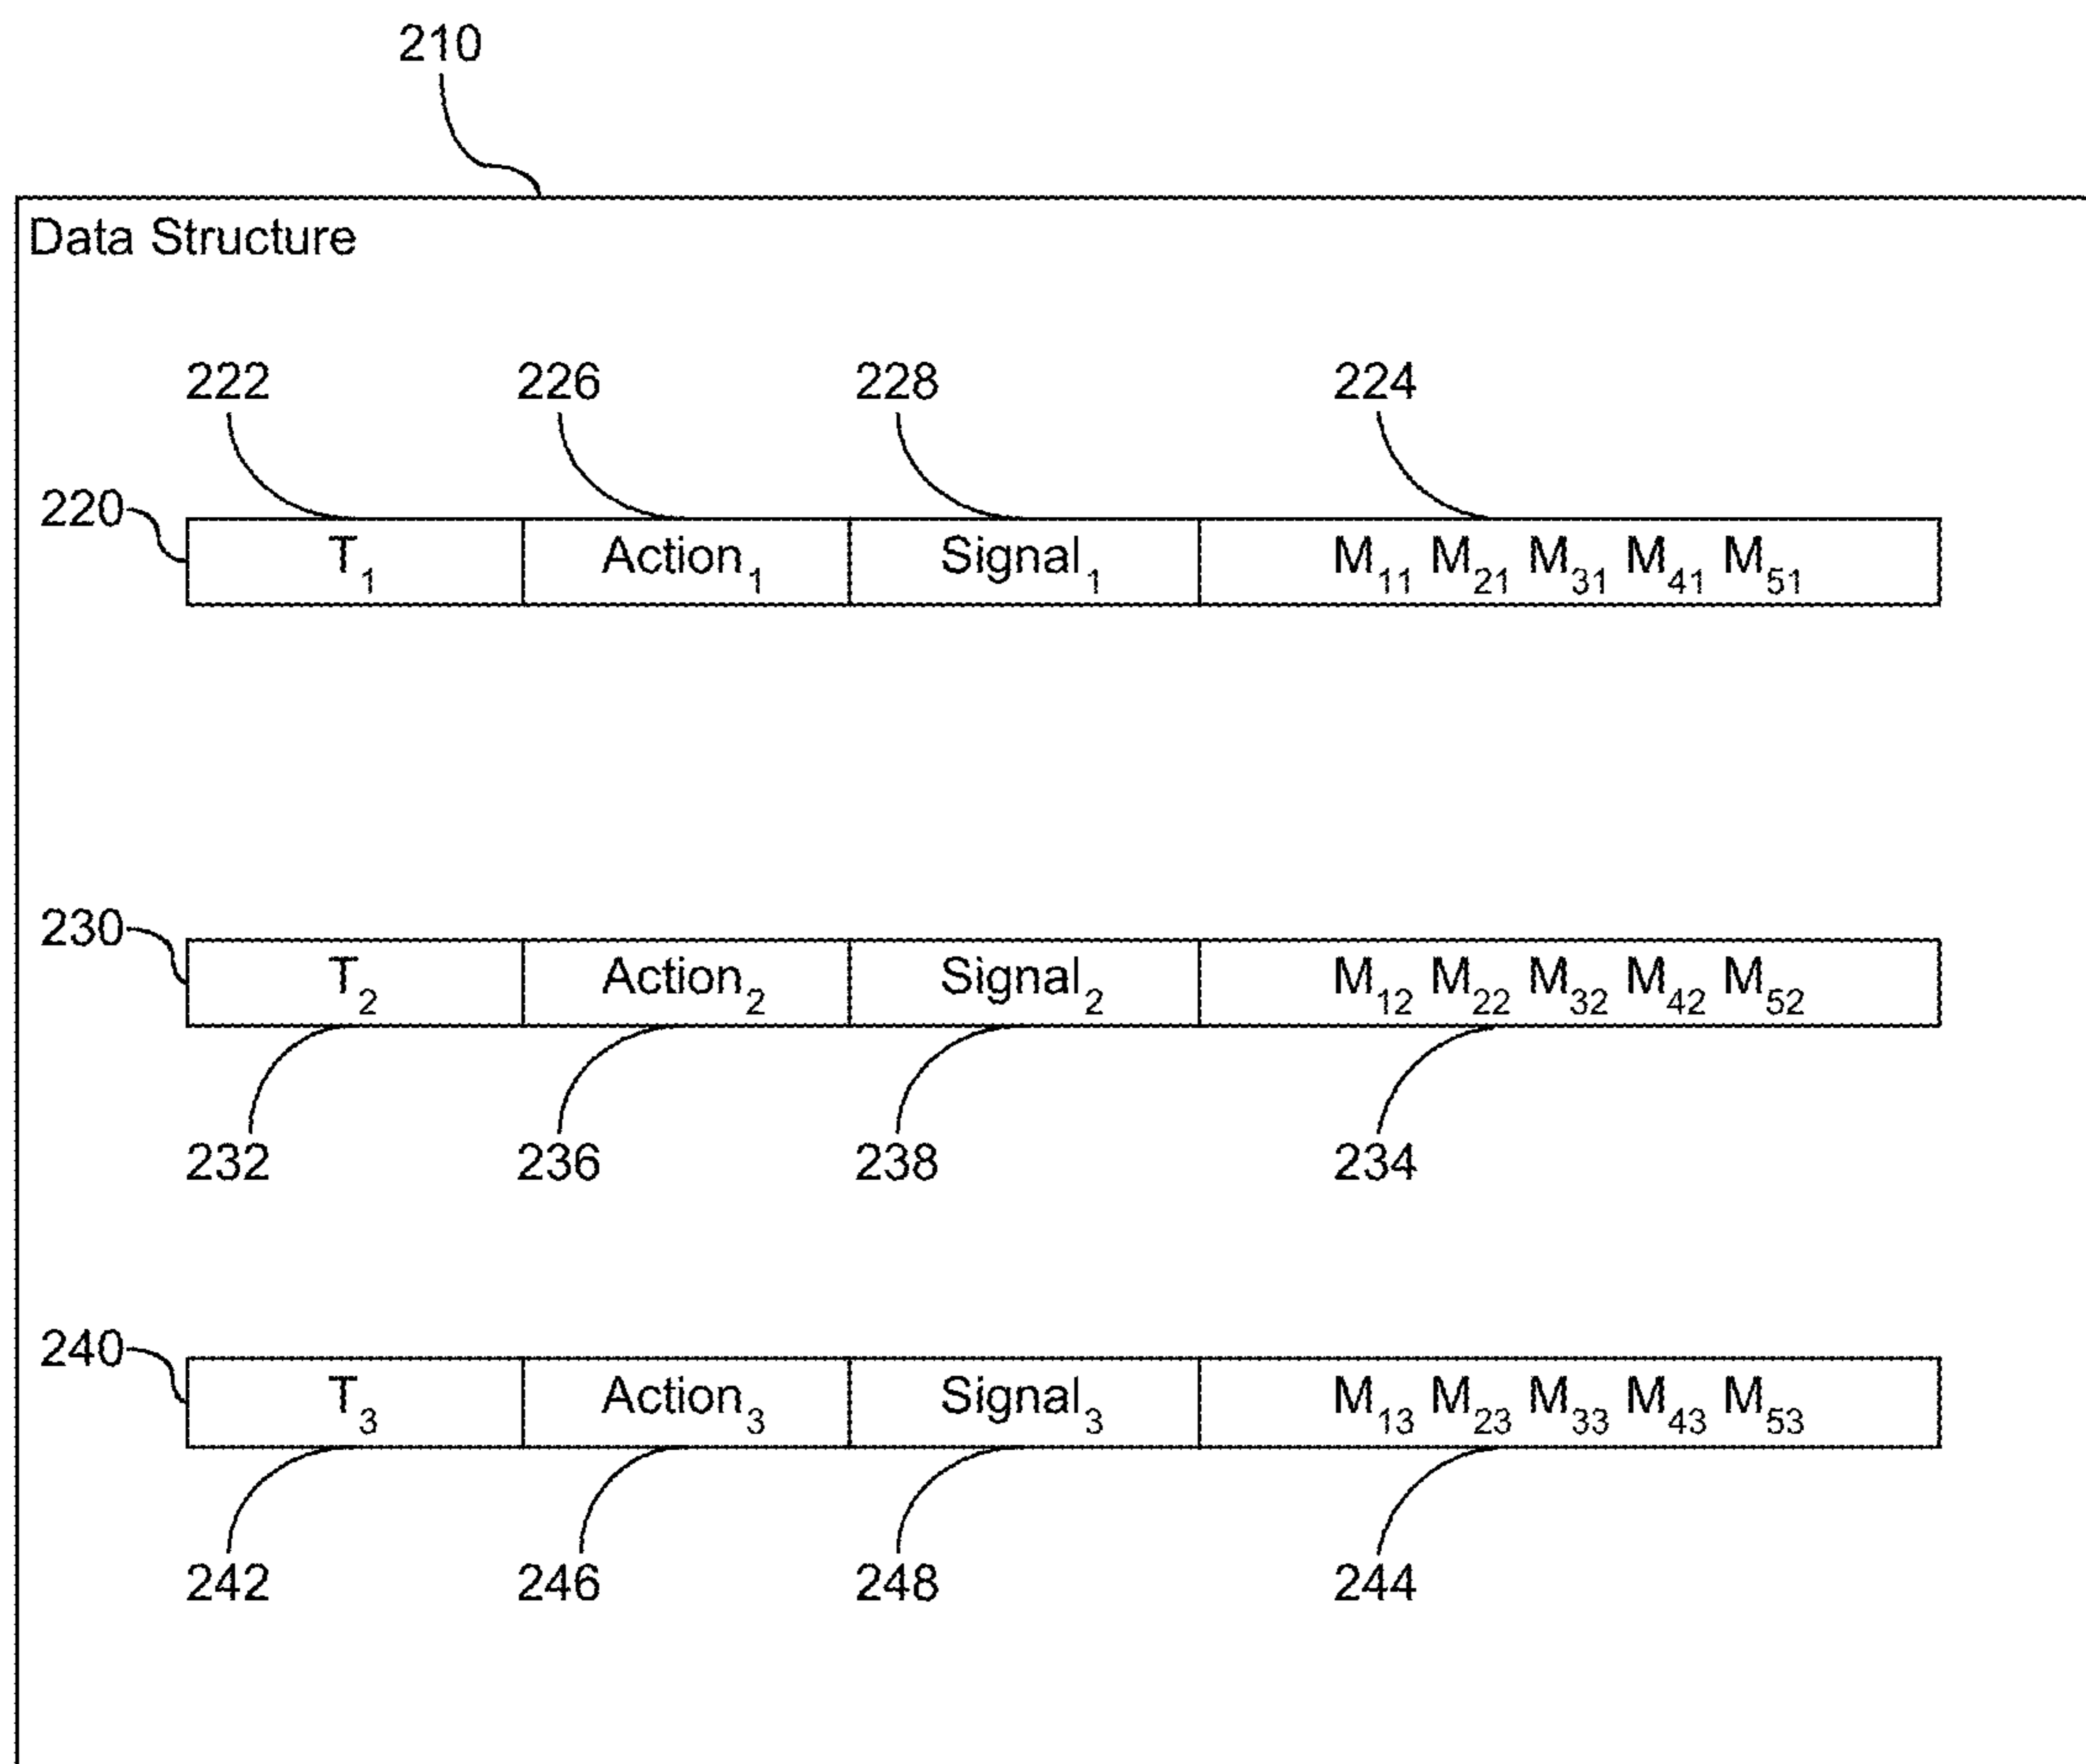 210
Data Structure
222 226 228 224
220
T₁ Action₁ Signal₁ M₁₁ M₂₁ M₃₁ M₄₁ M₅₁
230
T₂ Action₂ Signal₂ M₁₂ M₂₂ M₃₂ M₄₂ M₅₂
232 236 238 234
240
T₃ Action₃ Signal₃ M₁₃ M₂₃ M₃₃ M₄₃ M₅₃
242 246 248 244